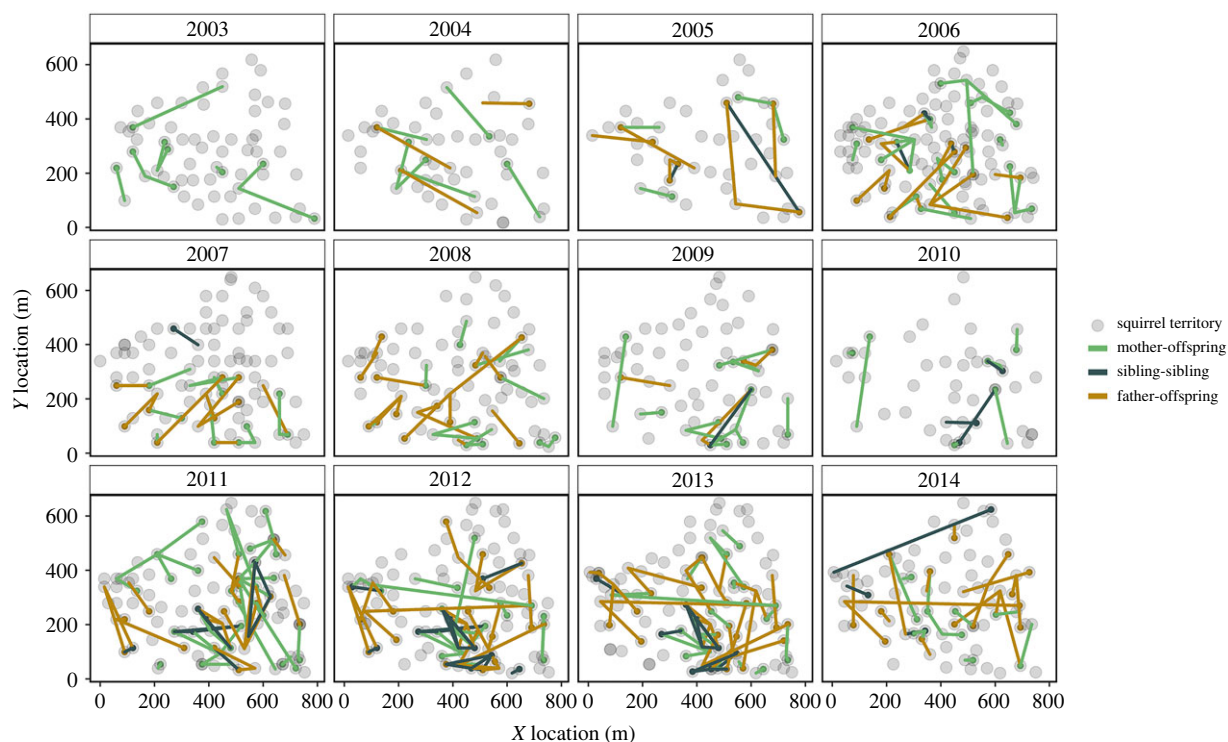 2003 2004 2005 2006
600
400
200
0
2007 2008 2009 2010
600
400
200
0
2011 2012 2013 2014
600
400
200
0
0 200 400 600 800 0 200 400 600 800 0 200 400 600 800 0 200 400 600 800
Y location (m)
X location (m)
squirrel territory
mother-offspring
sibling-sibling
father-offspring